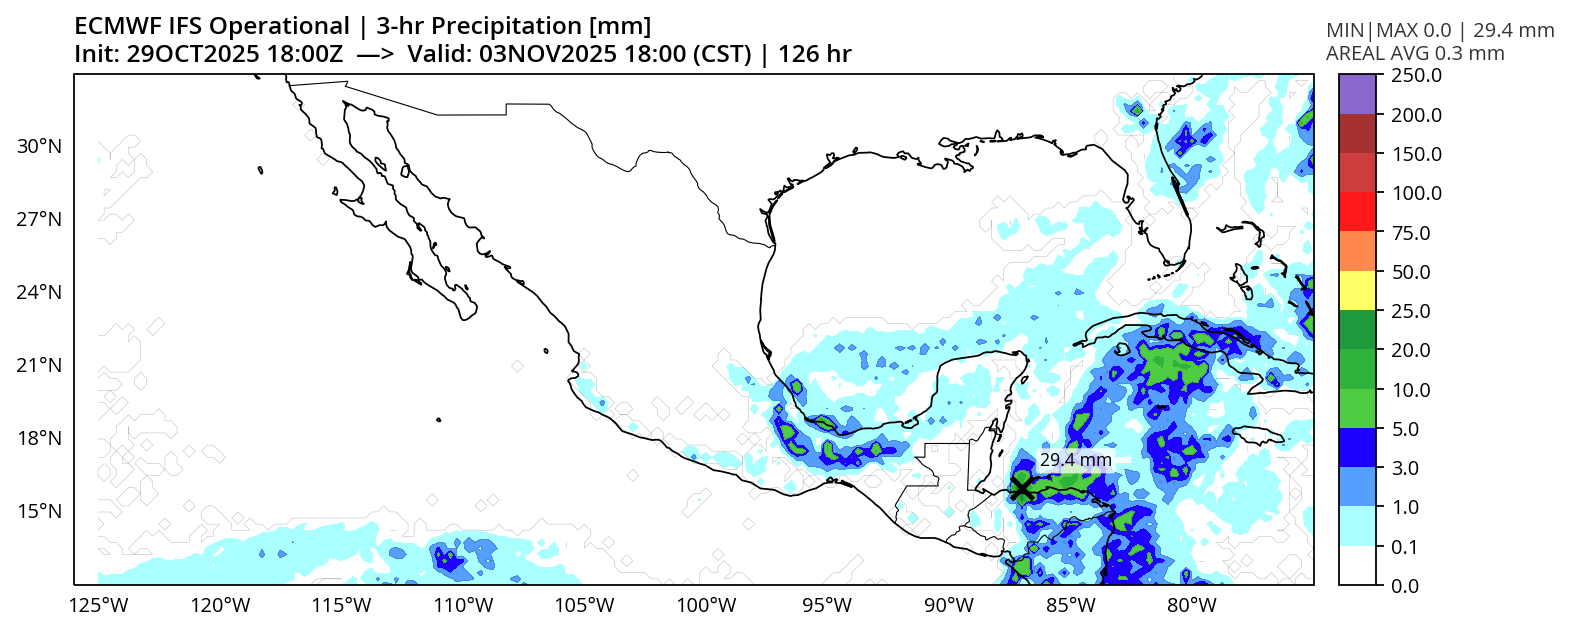 ECMWF IFS Operational | 3-hr Precipitation [mm]
Init: 29OCT2025 18:00Z —> Valid: 03NOV2025 18:00 (CST) | 126 hr
MIN|MAX 0.0 | 29.4 mm
AREAL AVG 0.3 mm
250.0
200.0
150.0
100.0
75.0
50.0
25.0
20.0
10.0
5.0
3.0
1.0
0.1
0.0
30°N
27°N
24°N
21°N
18°N
15°N
29.4 mm
125°W
120°W
115°W
110°W
105°W
100°W
95°W
90°W
85°W
80°W